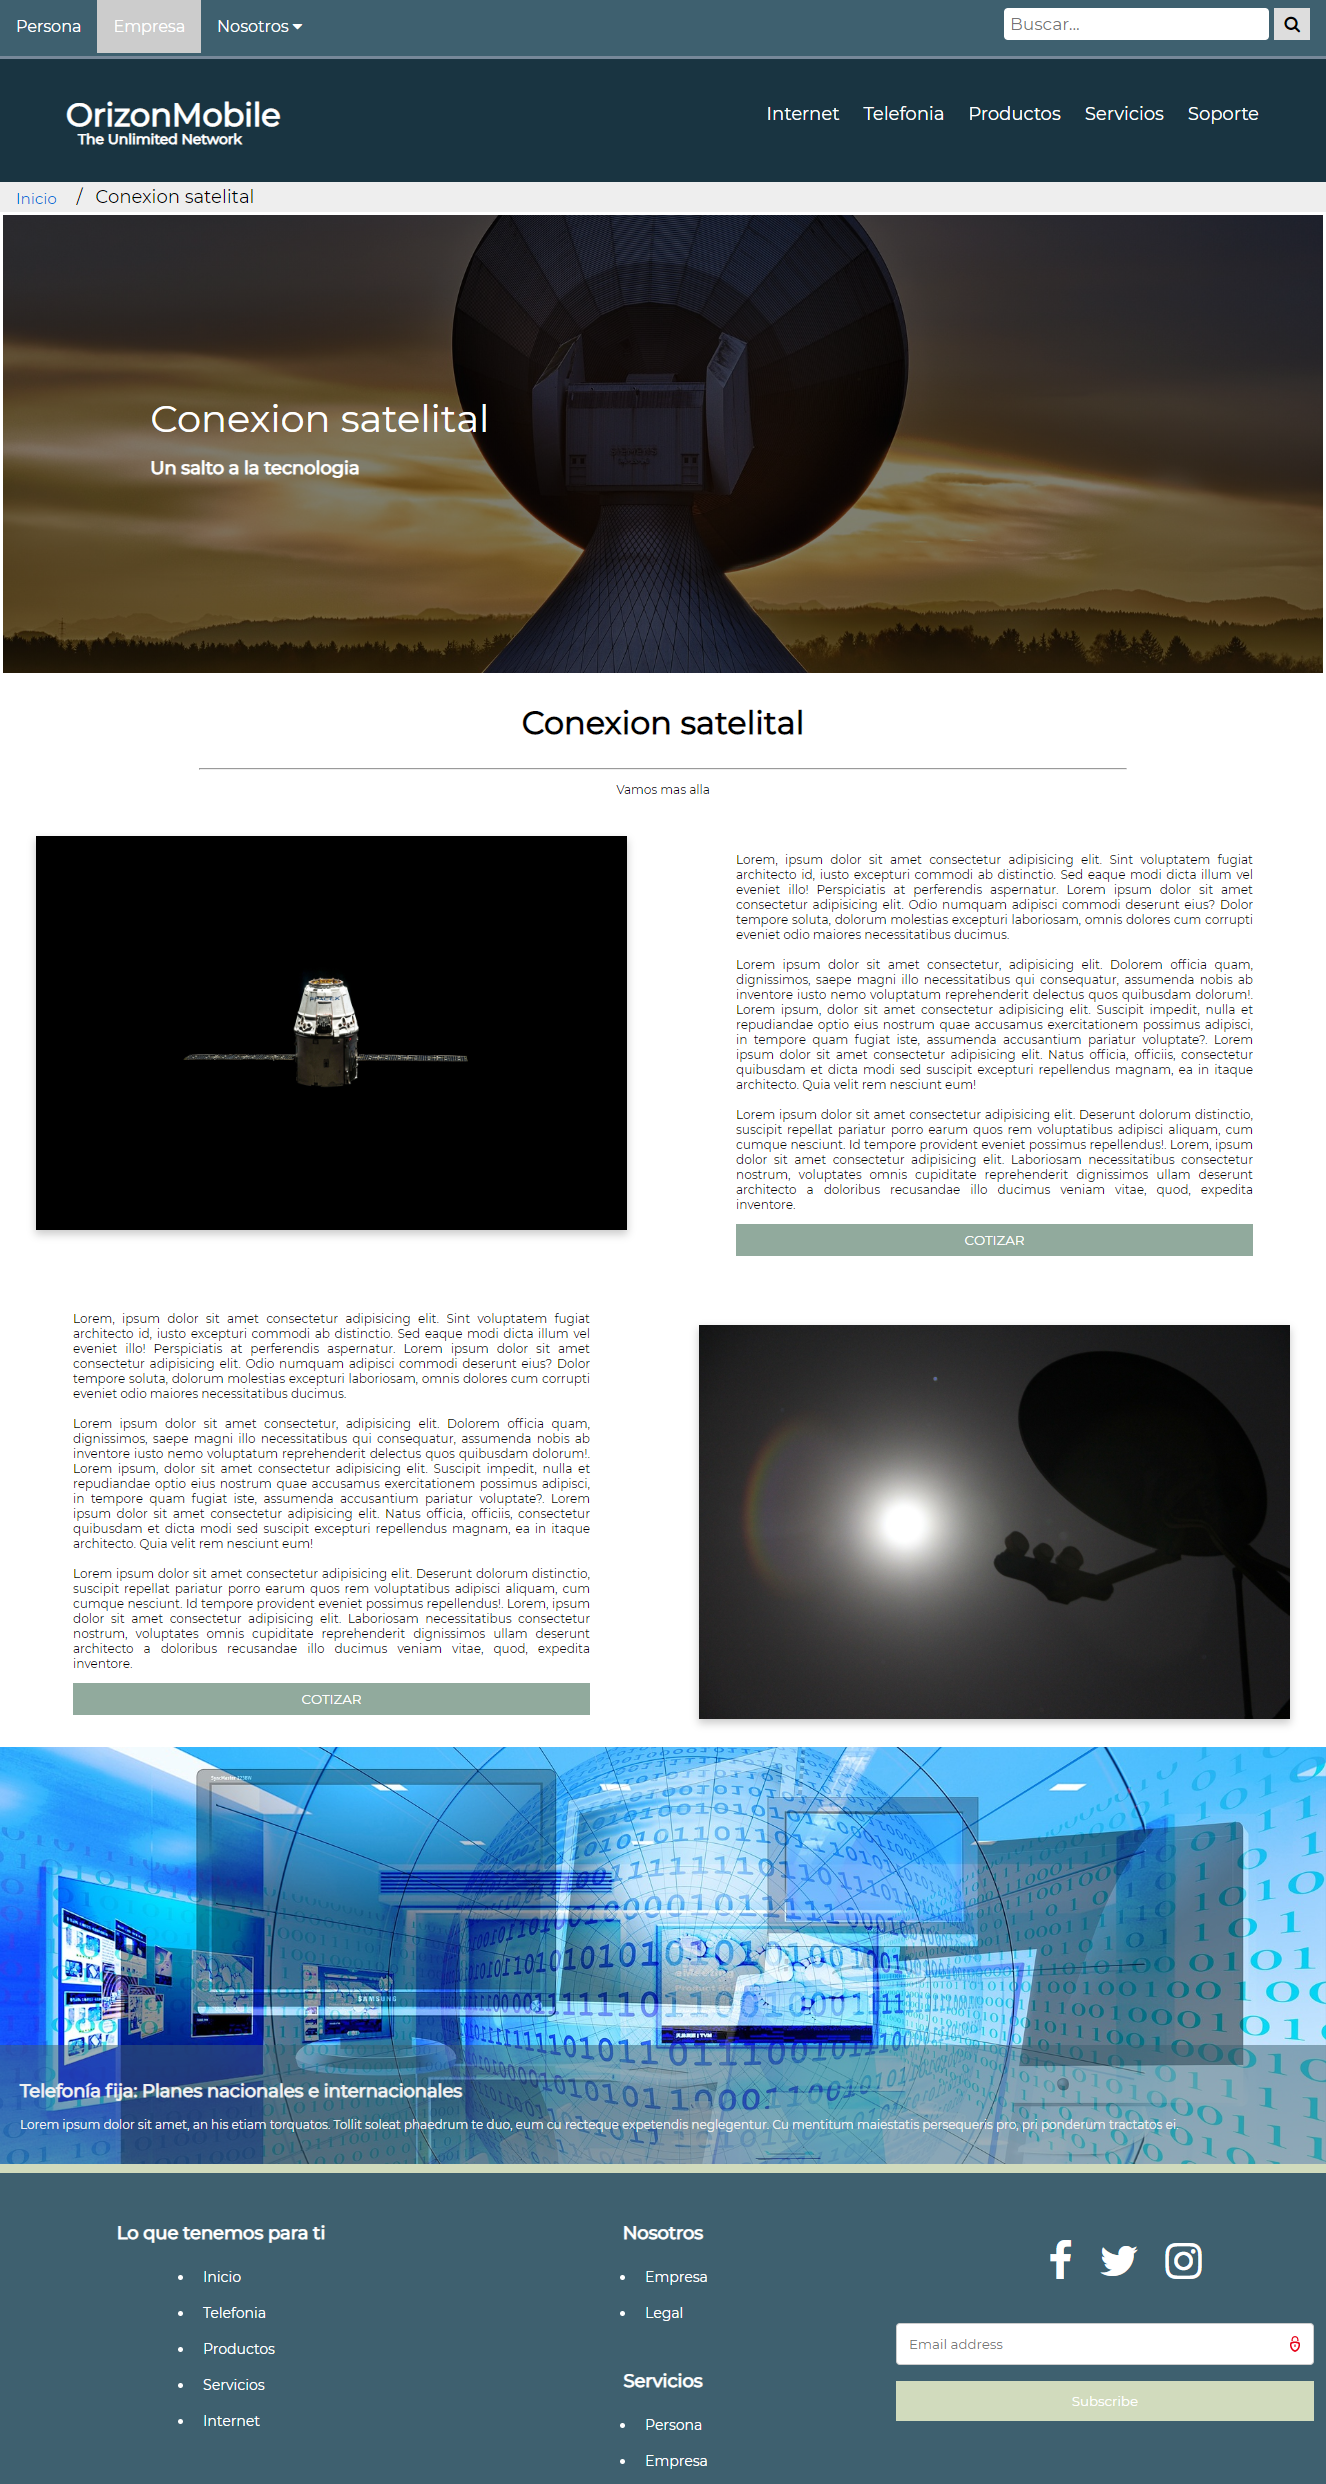 Persona
Empresa
Nosotros
Buscar...
OrizonMobile
The Unlimited Network
Internet
Telefonia
Productos
Servicios
Soporte
Inicio / Conexion satelital
Conexion satelital
Un salto a la tecnologia
Conexion satelital
Vamos mas alla
Lorem, ipsum dolor sit amet consectetur adipisicing elit. Sint voluptatem fugiat
architecto id, iusto excepturi commodi ab distinctio. Sed eaque modi dicta illum vel
eveniet illo! Perspiciatis at perferendis aspernatur. Lorem ipsum dolor sit amet
consectetur adipisicing elit. Odio numquam adipisci commodi deserunt eius? Dolor
tempore soluta, dolorum molestias excepturi laboriosam, omnis dolores cum corrupti
eveniet odio maiores necessitatibus ducimus.
Lorem ipsum dolor sit amet consectetur, adipisicing elit. Dolorem officia quam,
dignissimos, saepe magni illo necessitatibus qui consequatur, assumenda nobis ab
inventore iusto nemo voluptatum reprehenderit delectus quos quibusdam dolorum!.
Lorem ipsum, dolor sit amet consectetur adipisicing elit. Suscipit impedit, nulla et
repudiandae optio eius nostrum quae accusamus exercitationem possimus adipisci,
in tempore quam fugiat iste, assumenda accusantium pariatur voluptate?. Lorem
ipsum dolor sit amet consectetur adipisicing elit. Natus officia, officiis, consectetur
quibusdam et dicta modi sed suscipit excepturi repellendus magnam, ea in itaque
architecto. Quia velit rem nesciunt eum!
Lorem ipsum dolor sit amet consectetur adipisicing elit. Deserunt dolorum distinctio,
suscipit repellat pariatur porro earum quos rem voluptatibus adipisci aliquam, cum
cumque nesciunt. Id tempore provident eveniet possimus repellendus!. Lorem, ipsum
dolor sit amet consectetur adipisicing elit. Laboriosam necessitatibus consectetur
nostrum, voluptates omnis cupiditate reprehenderit dignissimos ullam deserunt
architecto a doloribus recusandae illo ducimus veniam vitae, quod, expedita
inventore.
COTIZAR
Lorem, ipsum dolor sit amet consectetur adipisicing elit. Sint voluptatem fugiat
architecto id, iusto excepturi commodi ab distinctio. Sed eaque modi dicta illum vel
eveniet illo! Perspiciatis at perferendis aspernatur. Lorem ipsum dolor sit amet
consectetur adipisicing elit. Odio numquam adipisci commodi deserunt eius? Dolor
tempore soluta, dolorum molestias excepturi laboriosam, omnis dolores cum corrupti
eveniet odio maiores necessitatibus ducimus.
Lorem ipsum dolor sit amet consectetur, adipisicing elit. Dolorem officia quam,
dignissimos, saepe magni illo necessitatibus qui consequatur, assumenda nobis ab
inventore iusto nemo voluptatum reprehenderit delectus quos quibusdam dolorum!.
Lorem ipsum, dolor sit amet consectetur adipisicing elit. Suscipit impedit, nulla et
repudiandae optio eius nostrum quae accusamus exercitationem possimus adipisci,
in tempore quam fugiat iste, assumenda accusantium pariatur voluptate?. Lorem
ipsum dolor sit amet consectetur adipisicing elit. Natus officia, officiis, consectetur
quibusdam et dicta modi sed suscipit excepturi repellendus magnam, ea in itaque
architecto. Quia velit rem nesciunt eum!
Lorem ipsum dolor sit amet consectetur adipisicing elit. Deserunt dolorum distinctio,
suscipit repellat pariatur porro earum quos rem voluptatibus adipisci aliquam, cum
cumque nesciunt. Id tempore provident eveniet possimus repellendus!. Lorem, ipsum
dolor sit amet consectetur adipisicing elit. Laboriosam necessitatibus consectetur
nostrum, voluptates omnis cupiditate reprehenderit dignissimos ullam deserunt
architecto a doloribus recusandae illo ducimus veniam vitae, quod, expedita
inventore.
COTIZAR
SAMSUNG
Telefonía fija: Planes nacionales e internacionales
Lorem ipsum dolor sit amet, an his etiam torquatos. Tollit soleat phaedrum te duo, eum cu recteque expetendis neglegentur. Cu mentitum maiestatis persequeris pro, pri ponderum tractatos ei.
Lo que tenemos para ti
Inicio
Telefonia
Productos
Servicios
Internet
Nosotros
Empresa
Legal
Servicios
Persona
Empresa
Email address
Subscribe